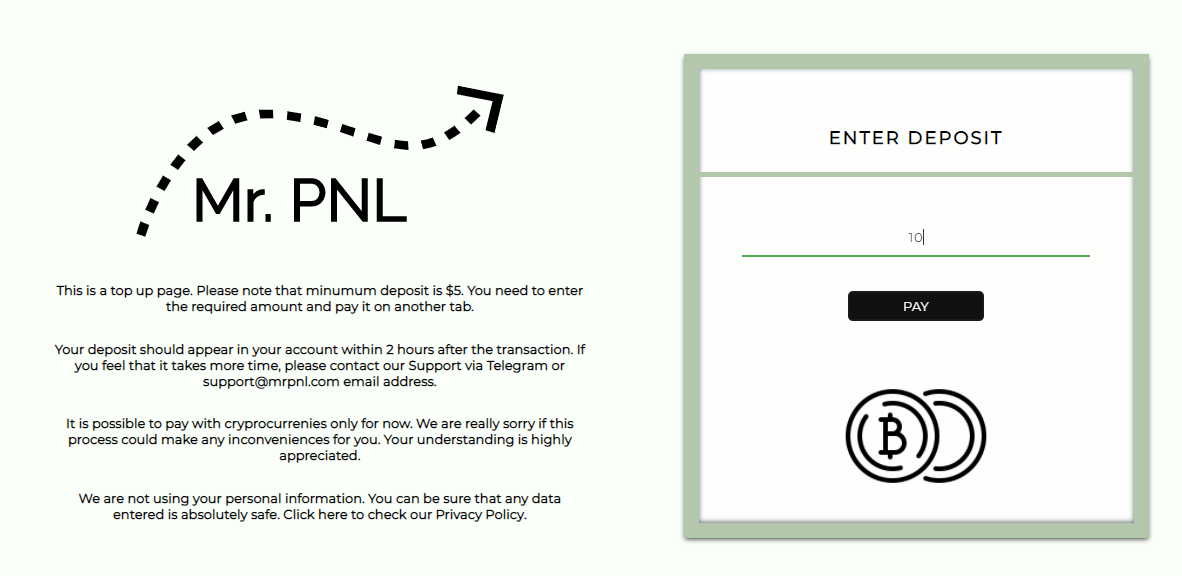 Mr. PNL
This is a top up page. Please note that minumum deposit is $5. You need to enter
the required amount and pay it on another tab.
Your deposit should appear in your account within 2 hours after the transaction. If
you feel that it takes more time, please contact our Support via Telegram or
support@mrpnl.com email address.
It is possible to pay with cryprocurrenies only for now. We are really sorry if this
process could make any inconveniences for you. Your understanding is highly
appreciated.
We are not using your personal information. You can be sure that any data
entered is absolutely safe. Click here to check our Privacy Policy.
ENTER DEPOSIT
10
PAY